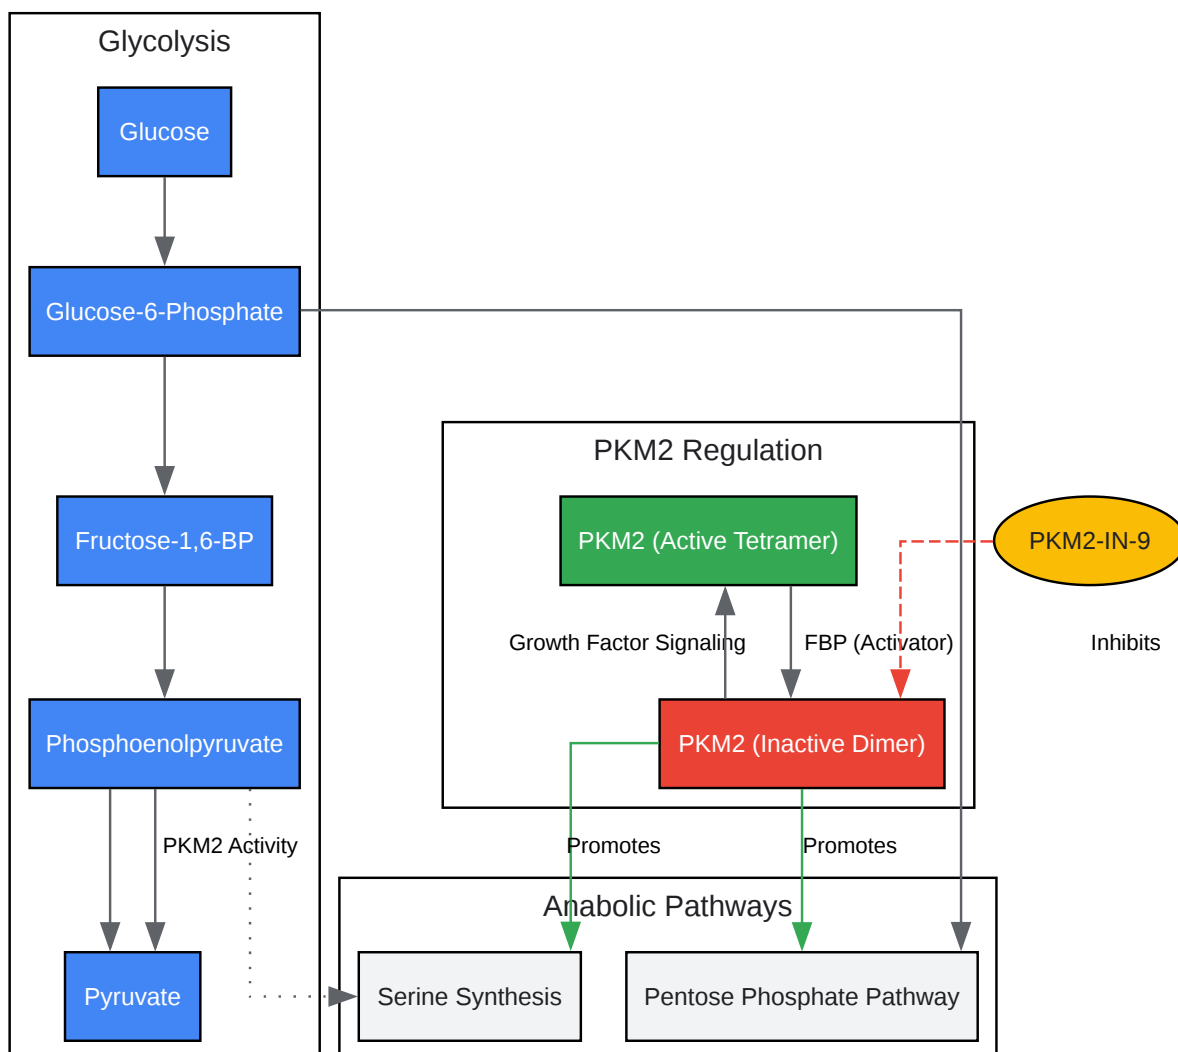 Glycolysis
Glucose
Glucose-6-Phosphate
Fructose-1,6-BP
Phosphoenolpyruvate
PKM2 Activity
Pyruvate
PKM2 Regulation
PKM2 (Active Tetramer)
PKM2-IN-9
Growth Factor Signaling
FBP (Activator)
Inhibits
PKM2 (Inactive Dimer)
Promotes
Promotes
Anabolic Pathways
Serine Synthesis
Pentose Phosphate Pathway